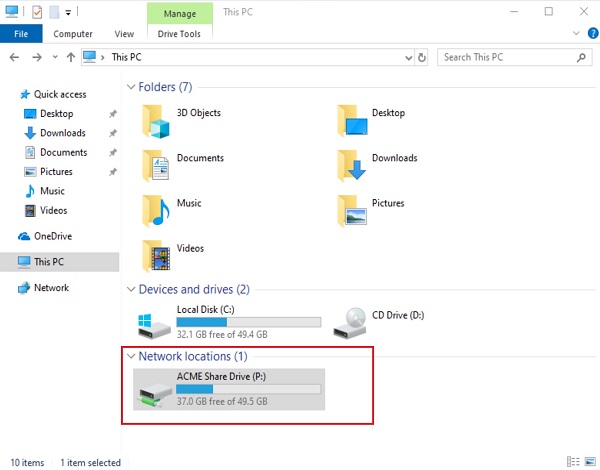 Manage
This PC
File
Computer
View
Drive Tools
This PC
Search This PC
Quick access
Desktop
Downloads
Documents
Pictures
Music
Videos
OneDrive
This PC
Network
Folders (7)
3D Objects
Desktop
Documents
Downloads
Music
Pictures
Videos
Devices and drives (2)
Local Disk (C:)
32.1 GB free of 49.4 GB
CD Drive (D:)
Network locations (1)
ACME Share Drive (P:)
37.0 GB free of 49.5 GB
10 items
1 item selected